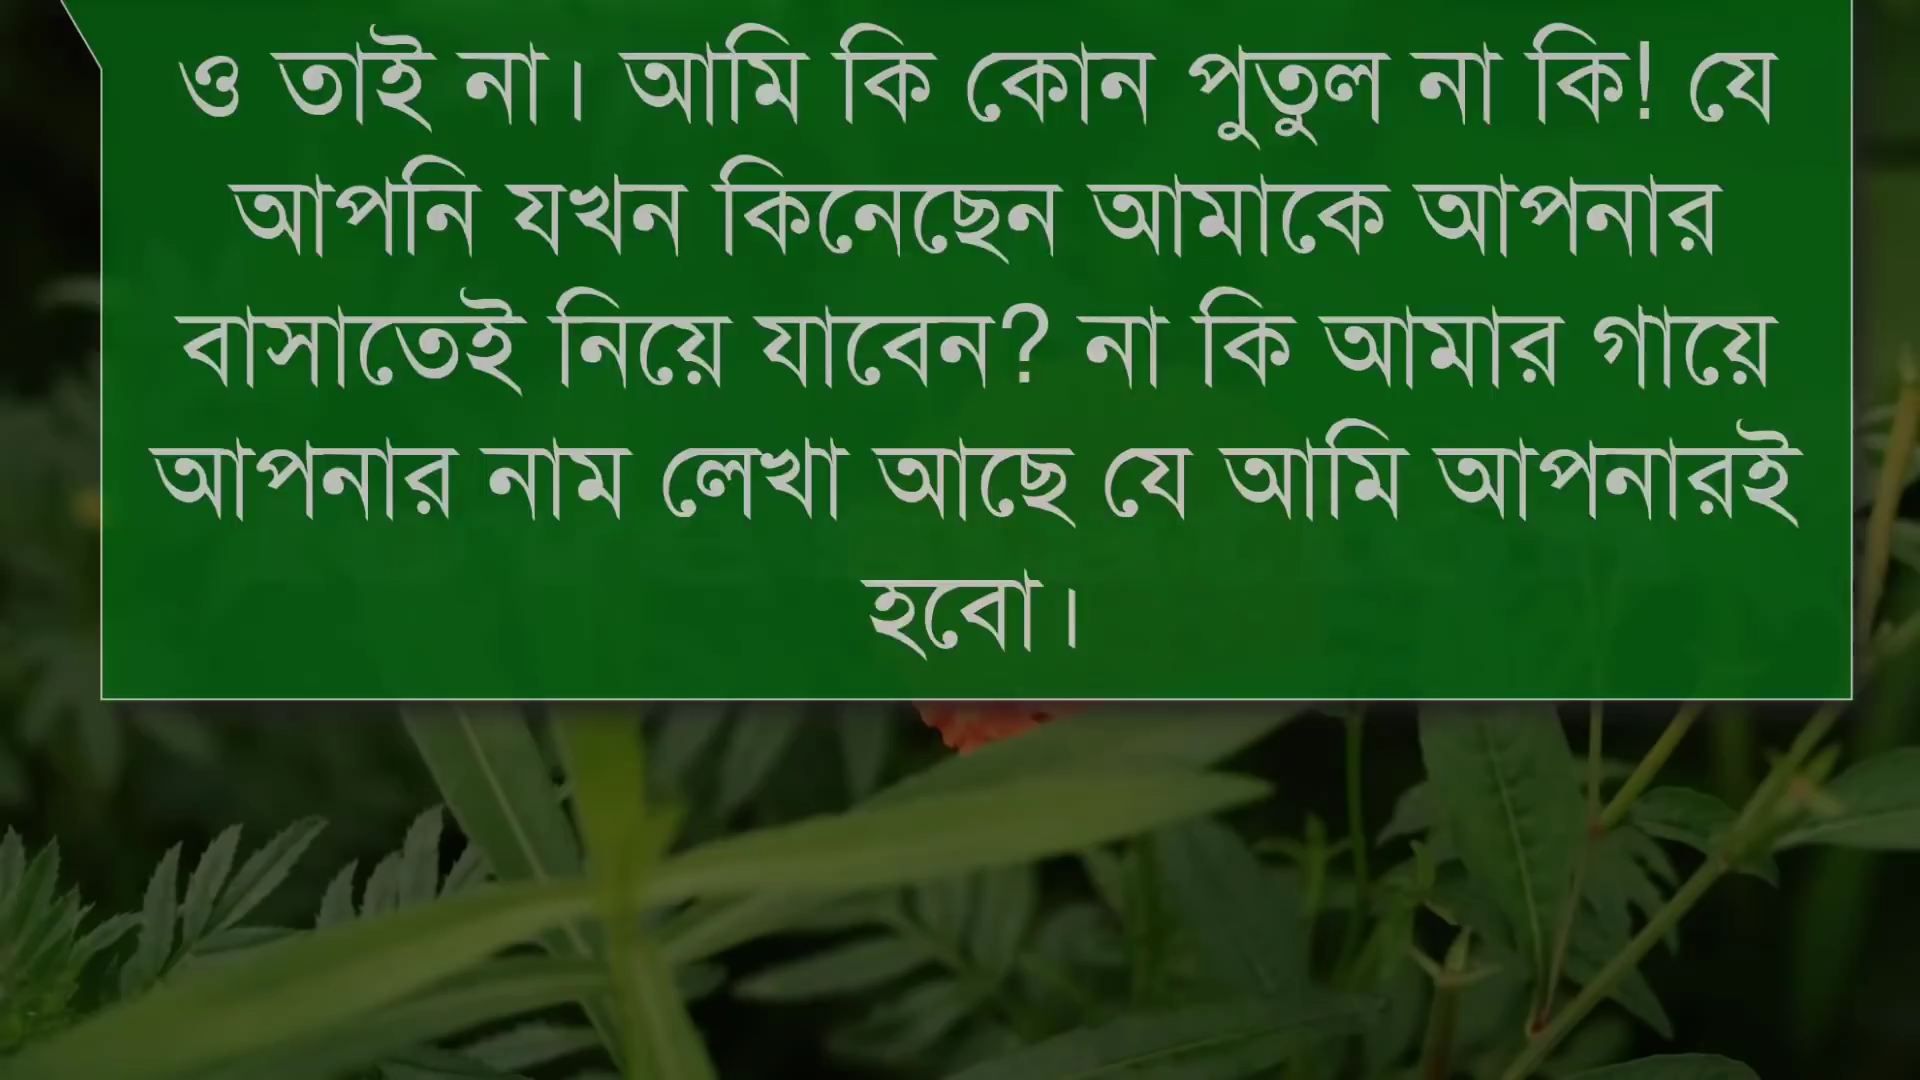 ও তাই না। আমি কি কোন পুতুল না কি! যে
আপনি যখন কিনেছেন আমাকে আপনার
বাসাতেই নিয়ে যাবেন? না কি আমার গায়ে
আপনার নাম লেখা আছে যে আমি আপনারই
হবো।